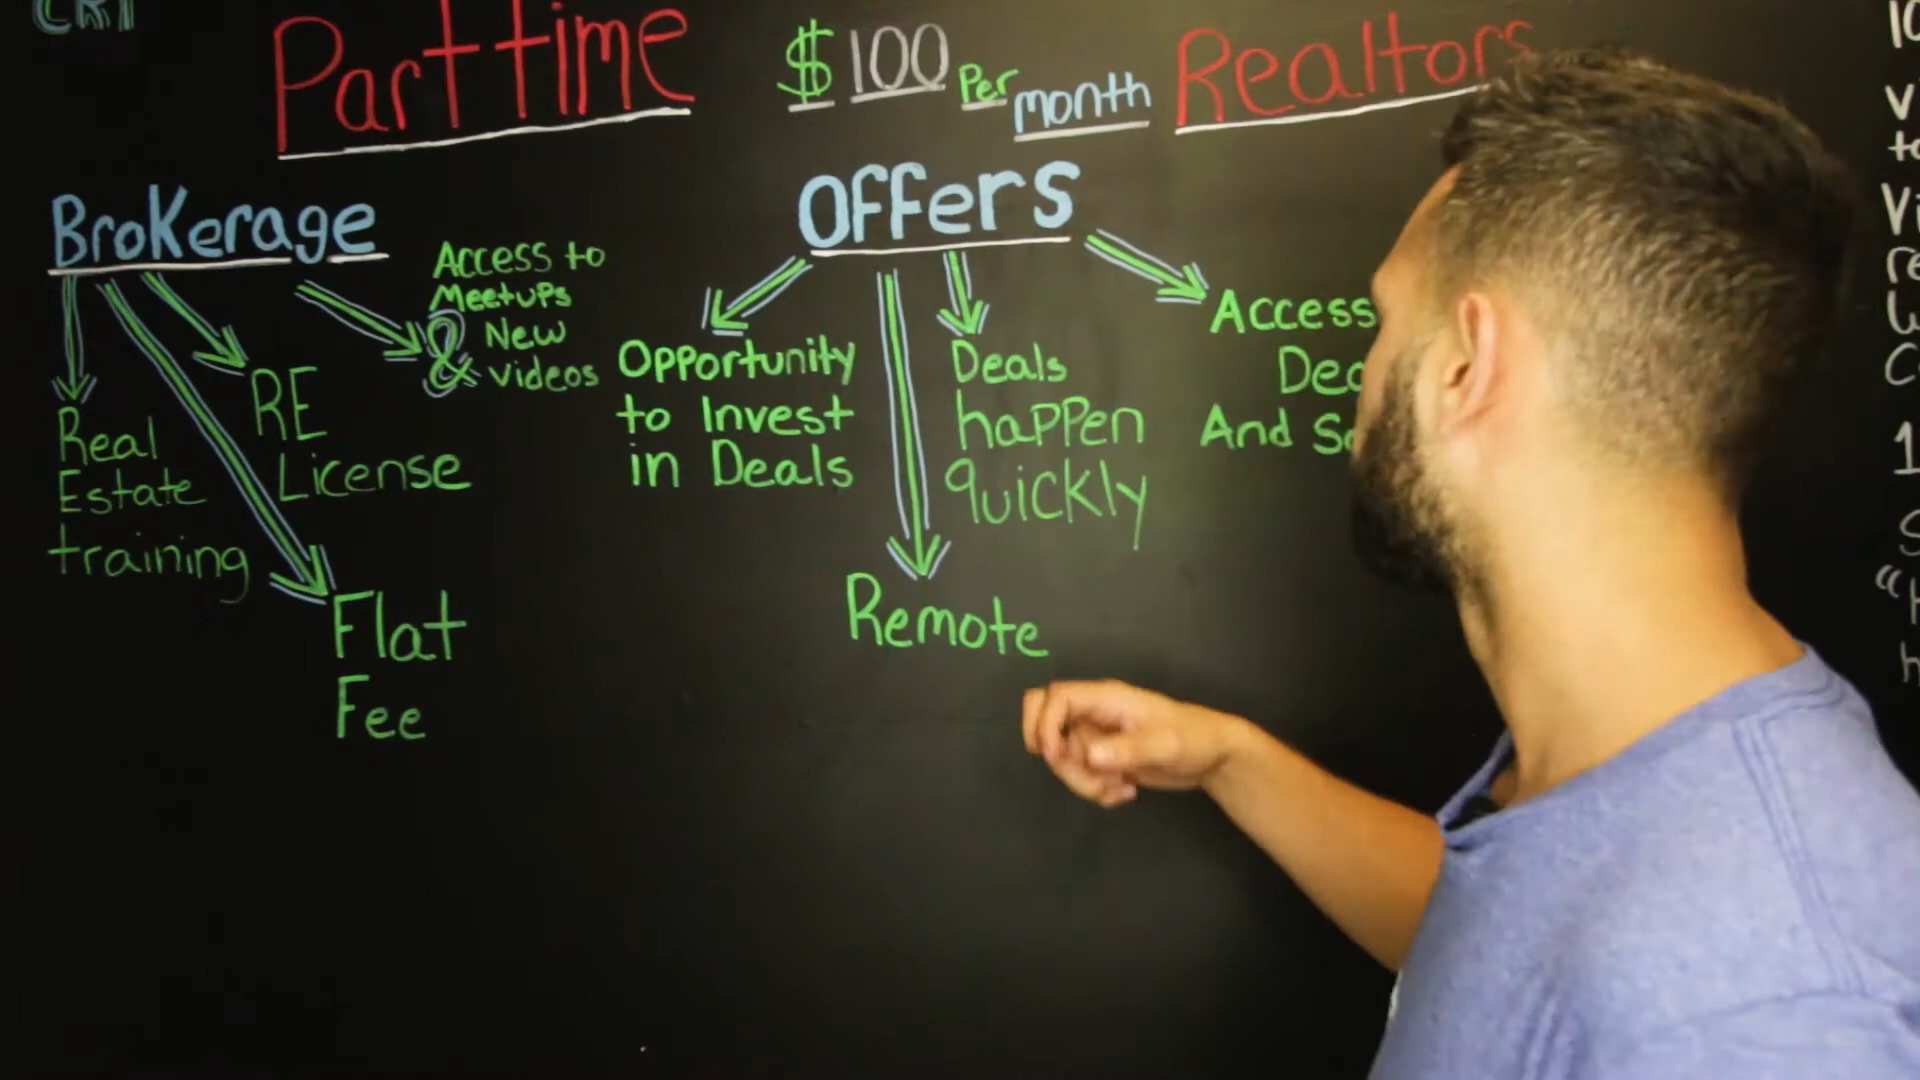 CRI
Part time $100 Per month Realtors
Brokerage
Access to
Meetups
& New
videos
RE
License
Real
Estate
training
Flat
Fee
Offers
Opportunity
to Invest
in Deals
Deals
happen
quickly
Remote
Access
And